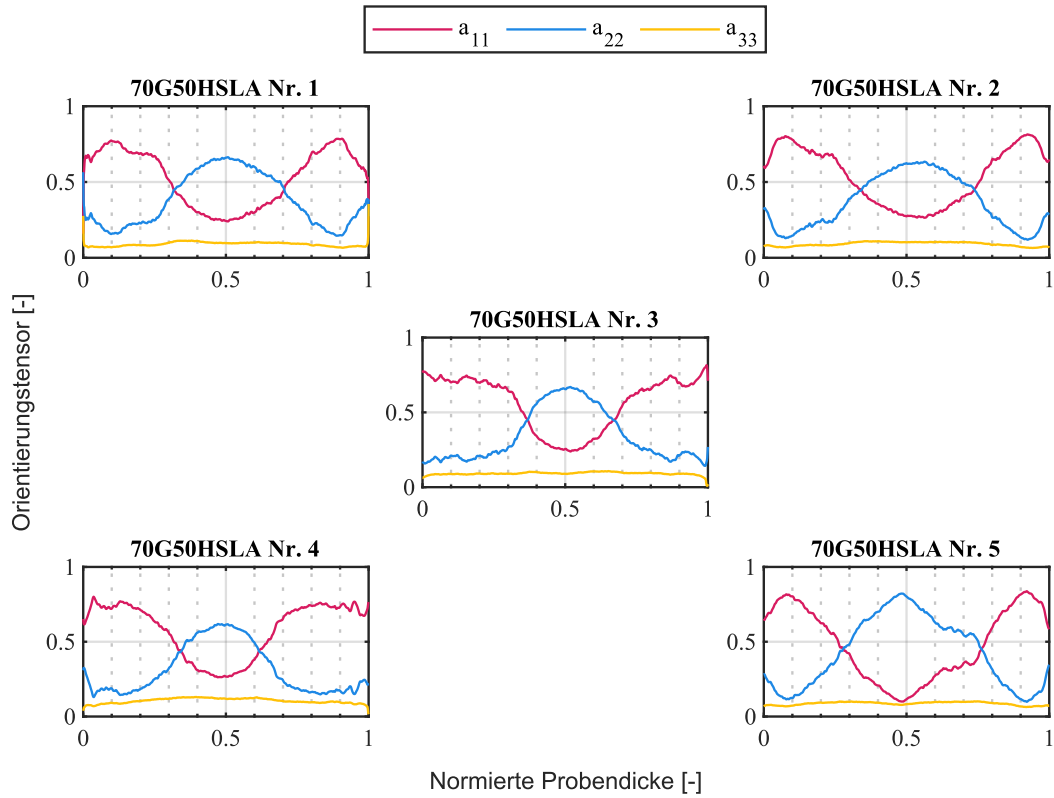 a11 a22 a33
70G50HSLA Nr. 1
1
0.5
0
0 0.5 1
70G50HSLA Nr. 2
1
0.5
0
0 0.5 1
Orientierungstensor [-]
70G50HSLA Nr. 3
1
0.5
0
0 0.5 1
70G50HSLA Nr. 4
1
0.5
0
0 0.5 1
70G50HSLA Nr. 5
1
0.5
0
0 0.5 1
Normierte Probendicke [-]